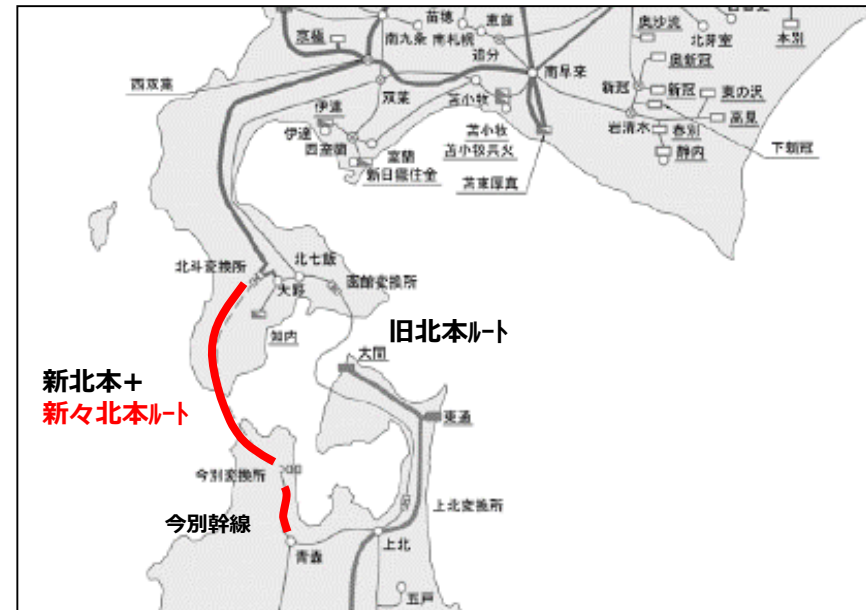 苗穂
恵庭
奥沙流
京極
南九条
南札幌
追分
北芽室
本別
奥新冠
西双葉
双葉
伊達
苫小牧
南早来
新冠
新冠
東の沢
伊達
西室蘭
室蘭
苫小牧
苫小牧共火
岩清水
春別
高見
新日鐵住金
苫東厚真
静内
下新冠
北斗変換所
北七飯
大野
函館変換所
知内
旧北本ルート
大間
新北本+
新々北本ルート
東通
今別変換所
上北変換所
今別幹線
青森
上北
五戸